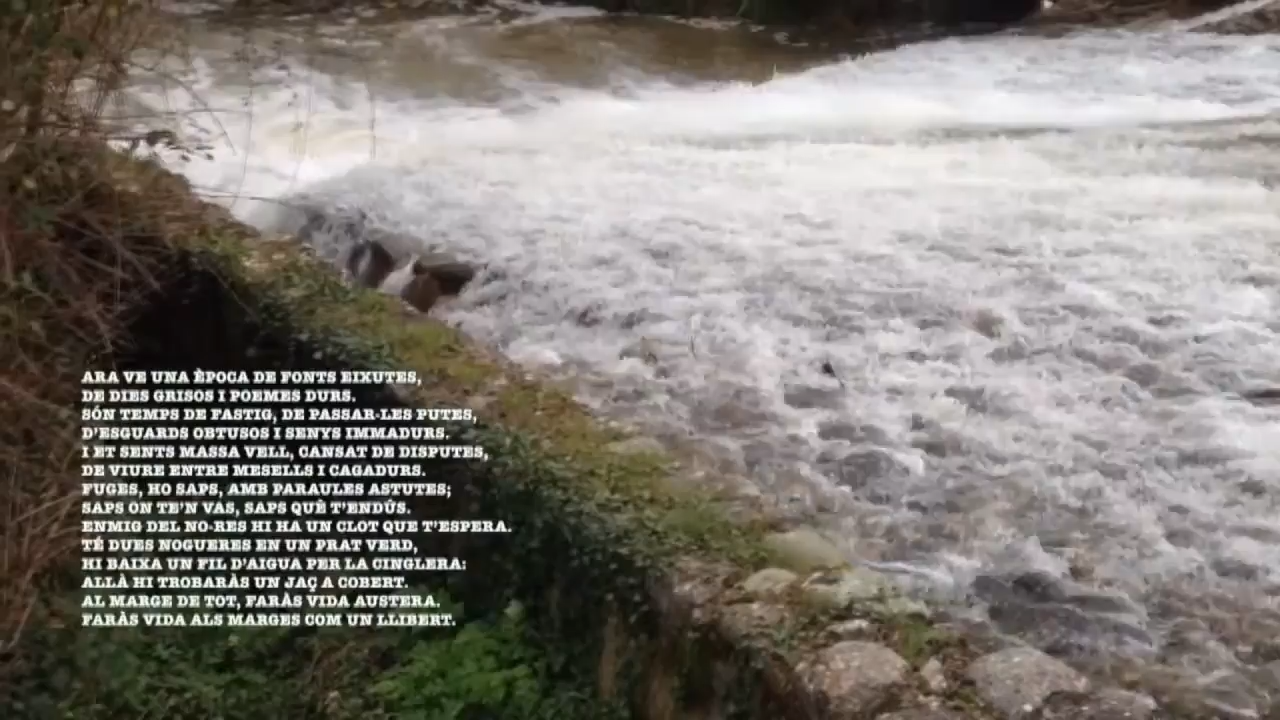 ARA VE UNA ÈPOCA DE FONTS EIXUTES,
DE DIES GRISOS I POEMES DURS.
SÓN TEMPS DE FASTIG, DE PASSAR-LES PUTES,
D'ESGUARDS OBTUSOS I SENYS IMMADURS.
I ET SENTS MASSA VELL, CANSAT DE DISPUTES,
DE VIURE ENTRE MESELLS I CAGADURS.
FUGES, HO SAPS, AMB PARAULES ASTUTES;
SAPS ON TE'N VAS, SAPS QUÈ T'ENDÛS.
ENMIG DEL NO-RES HI HA UN CLOT QUE T'ESPERA.
TÉ DUES NOGUERES EN UN PRAT VERD,
HI BAIXA UN FIL D'AIGUA PER LA CINGLERA:
ALLÀ HI TROBARÀS UN JAÇ A COBERT.
AL MARGE DE TOT, FARÀS VIDA AUSTERA.
FARÀS VIDA ALS MARGES COM UN LLIBERT.